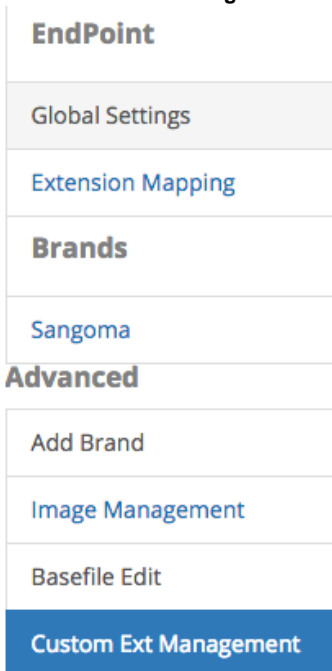 EndPoint
Global Settings
Extension Mapping
Brands
Sangoma
Advanced
Add Brand
Image Management
Basefile Edit
Custom Ext Management